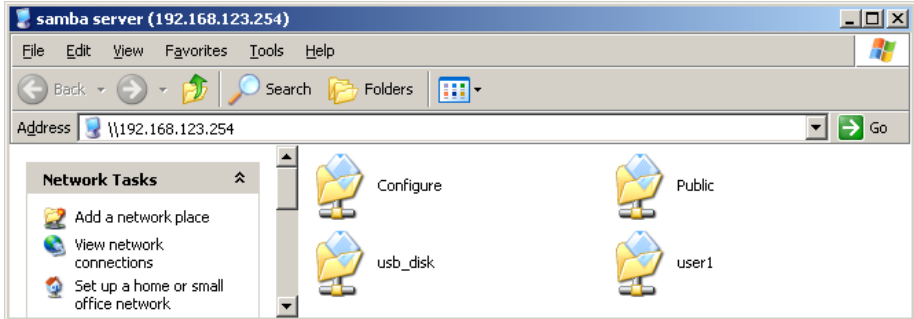 samba server (192.168.123.254)
File Edit View Favorites Tools Help
Back Search Folders
Address \\192.168.123.254 Go
Network Tasks
Add a network place
View network
connections
Set up a home or small
office network
Configure Public
usb_disk user1